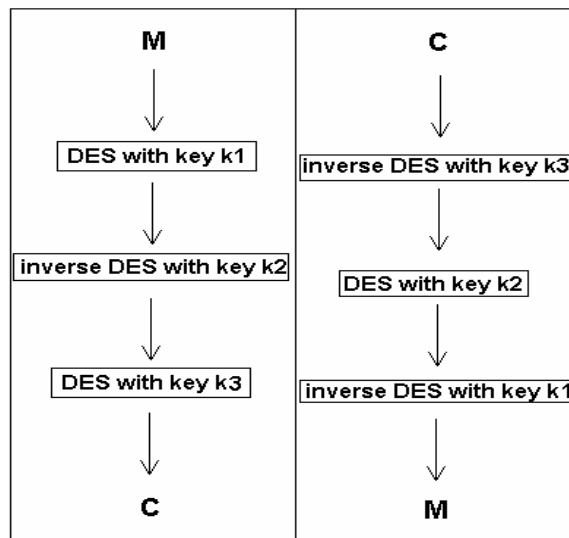 M
DES with key k1
inverse DES with key k2
DES with key k3
C
C
inverse DES with key k3
DES with key k2
inverse DES with key k1
M